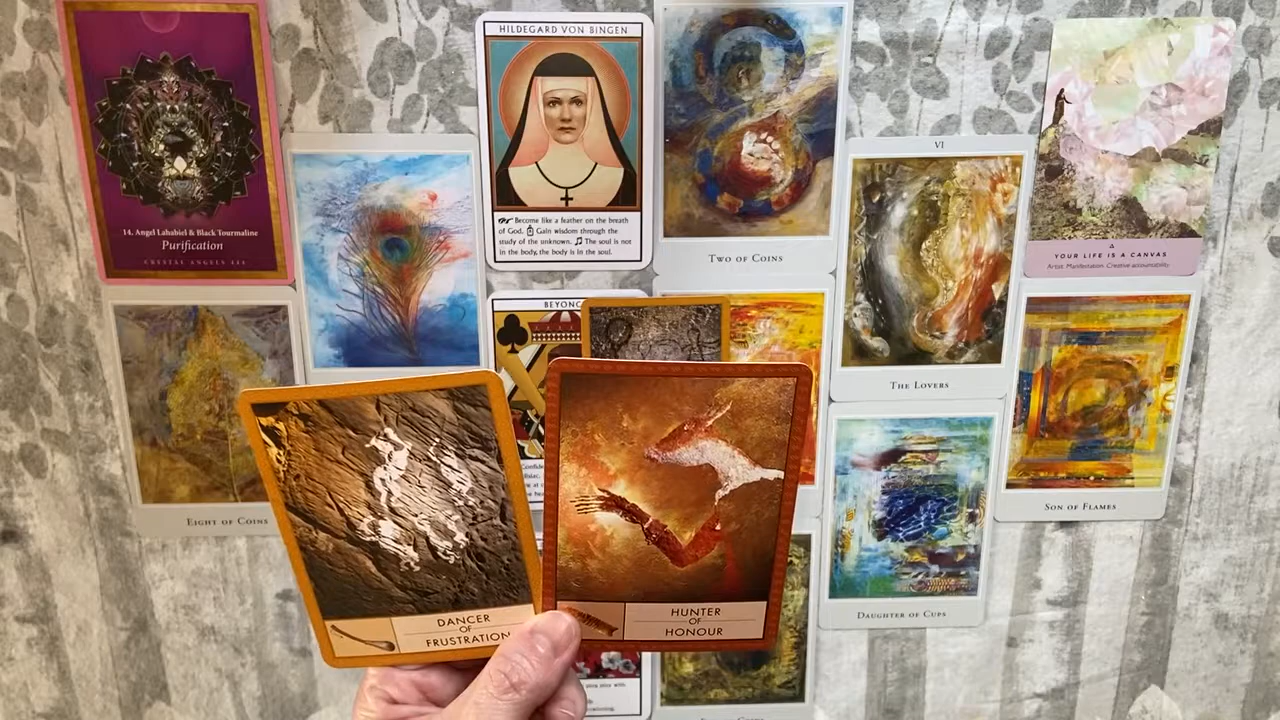 HILDEGARD VON BINGEN
Become like a feather on the breath
of God. Gain wisdom through the
study of the unknown. The soul is not
in the body, the body is in the soul.
14. Angel Lahabiel & Black Tourmaline
Purification
CRYSTAL ANGELS 444
TWO OF COINS
VI
THE LOVERS
YOUR LIFE IS A CANVAS
Artist. Manifestation. Creative accountability.
EIGHT OF COINS
BEYONC
SON OF FLAMES
DAUGHTER OF CUPS
DANCER
OF
FRUSTRATION
HUNTER
OF
HONOUR